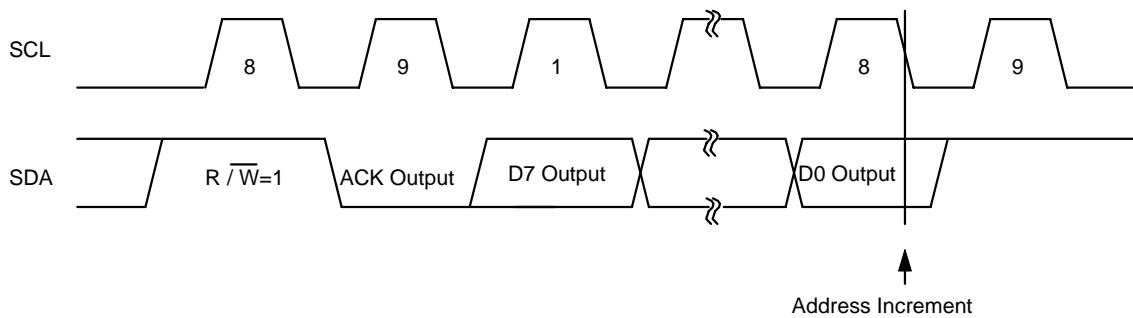 SCL
8 9 1 8 9
SDA
R / W=1 ACK Output D7 Output D0 Output
Address Increment